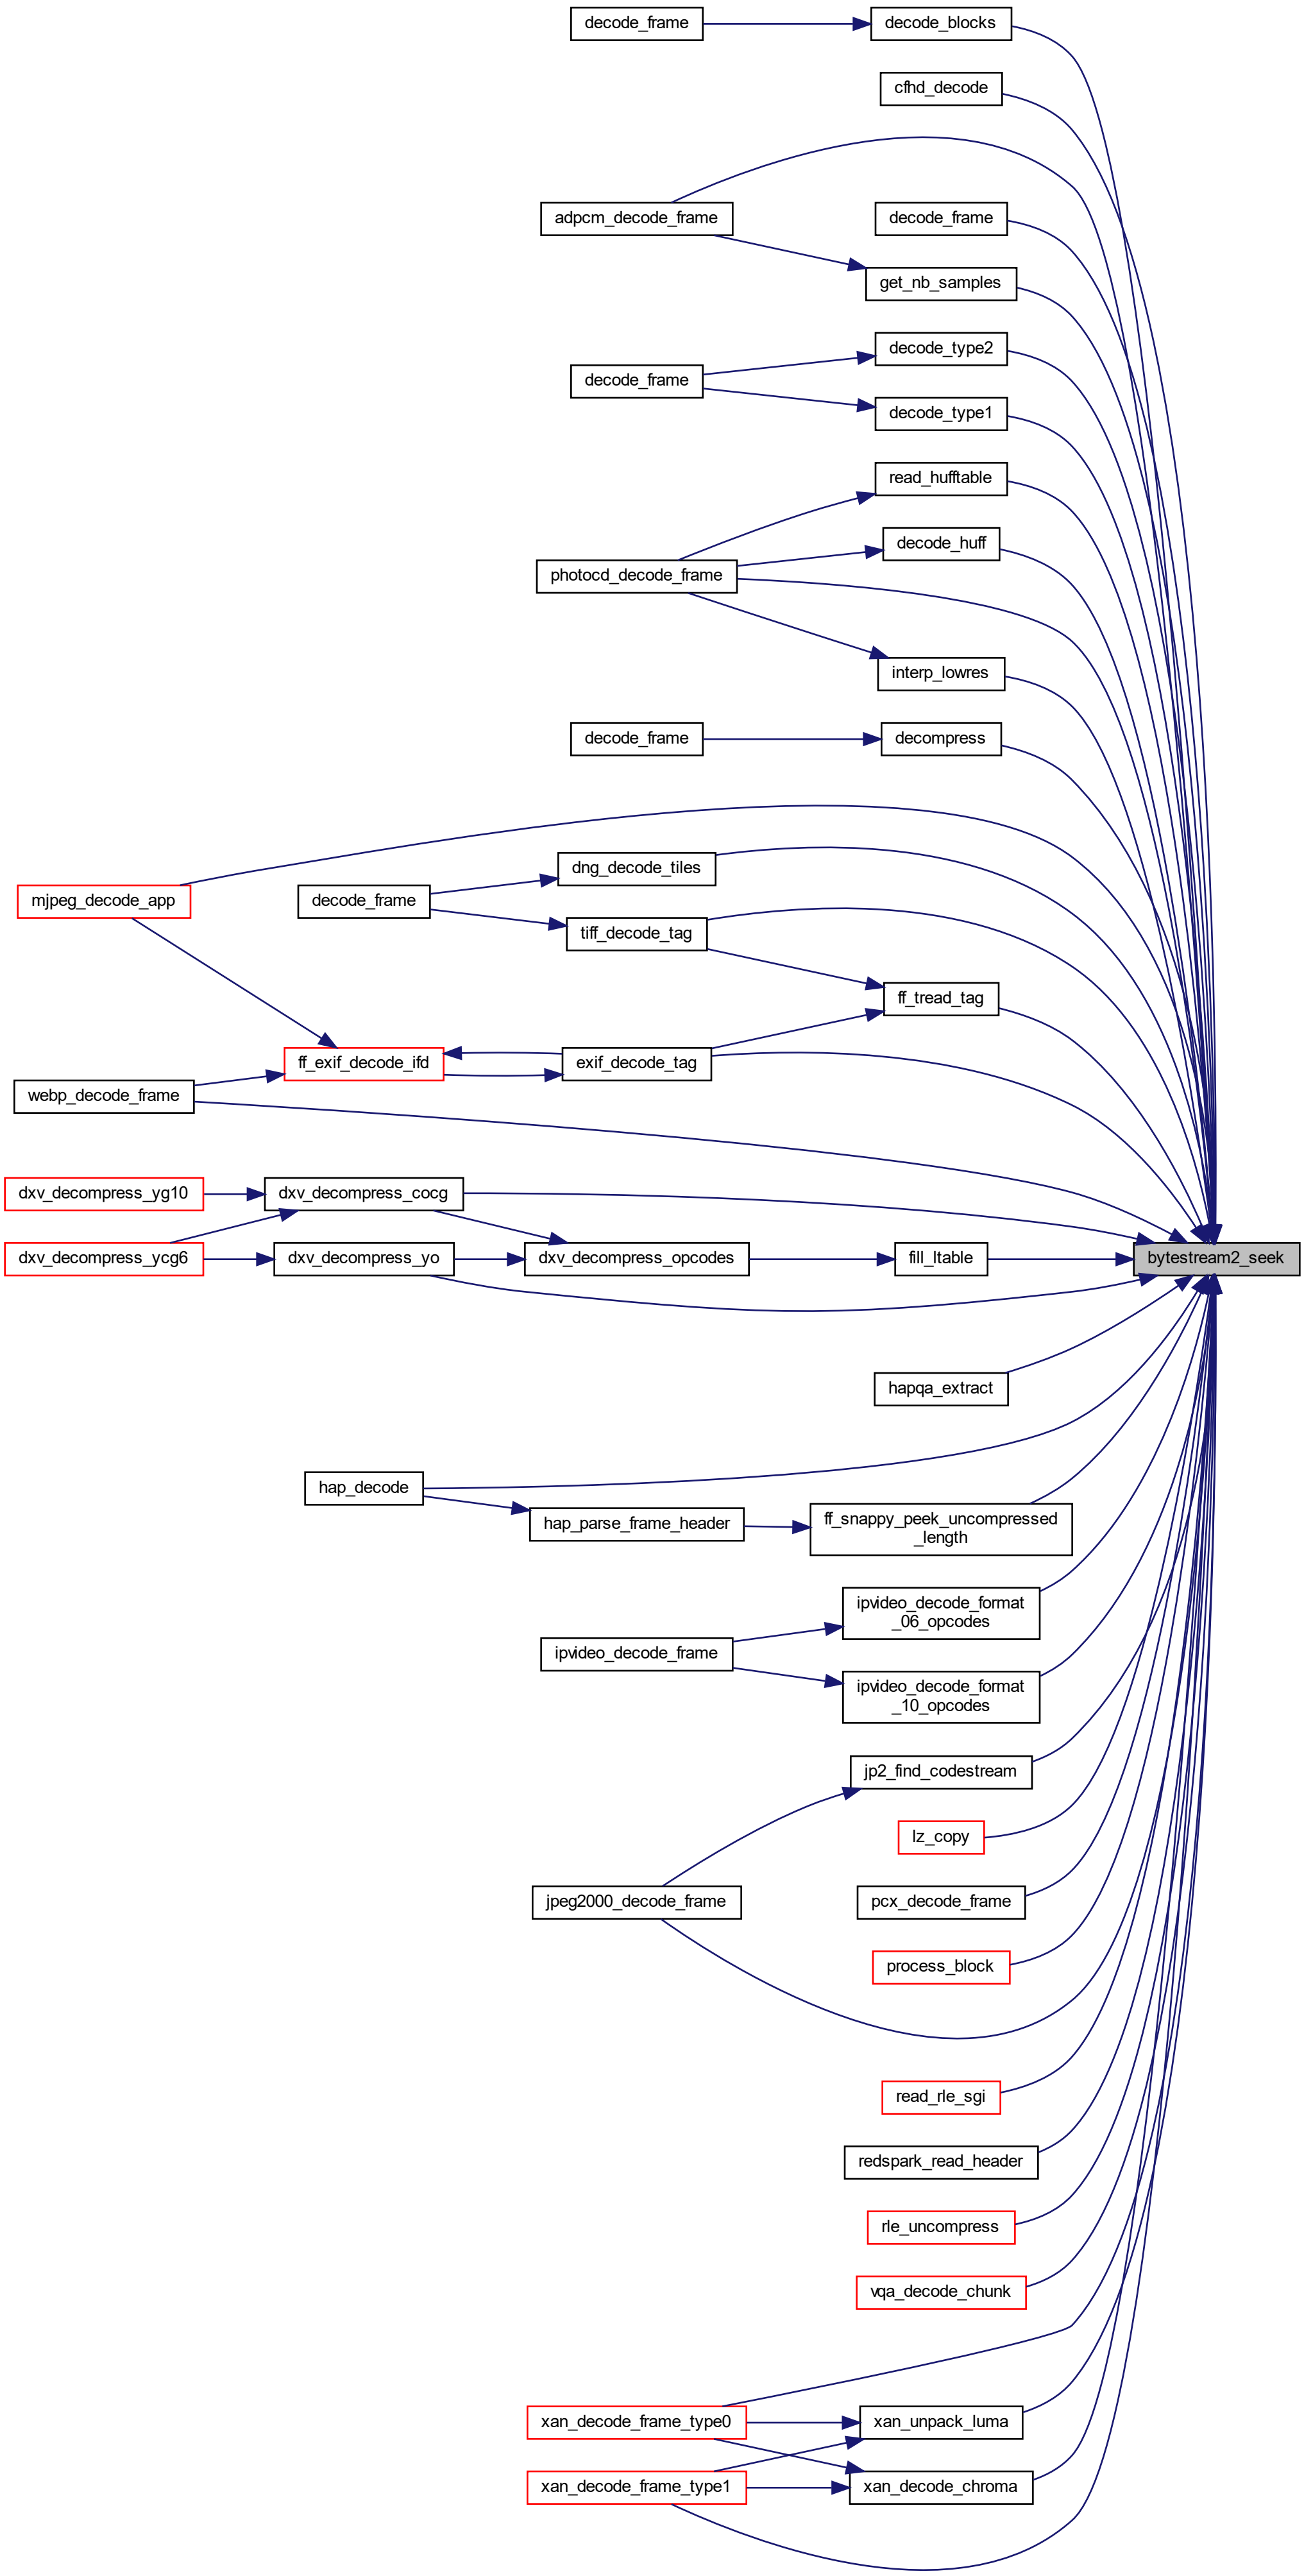 decode_frame
decode_blocks
cfhd_decode
adpcm_decode_frame
decode_frame
get_nb_samples
decode_type2
decode_frame
decode_type1
read_hufftable
decode_huff
photocd_decode_frame
interp_lowres
decode_frame
decompress
dng_decode_tiles
mjpeg_decode_app
decode_frame
tiff_decode_tag
ff_tread_tag
ff_exif_decode_ifd
exif_decode_tag
webp_decode_frame
dxv_decompress_yg10
dxv_decompress_cocg
dxv_decompress_ycg6
dxv_decompress_yo
dxv_decompress_opcodes
fill_ltable
bytestream2_seek
hapqa_extract
hap_decode
hap_parse_frame_header
ff_snappy_peek_uncompressed
_length
ipvideo_decode_format
_06_opcodes
ipvideo_decode_frame
ipvideo_decode_format
_10_opcodes
jp2_find_codestream
lz_copy
jpeg2000_decode_frame
pcx_decode_frame
process_block
read_rle_sgi
redspark_read_header
rle_uncompress
vqa_decode_chunk
xan_decode_frame_type0
xan_unpack_luma
xan_decode_frame_type1
xan_decode_chroma